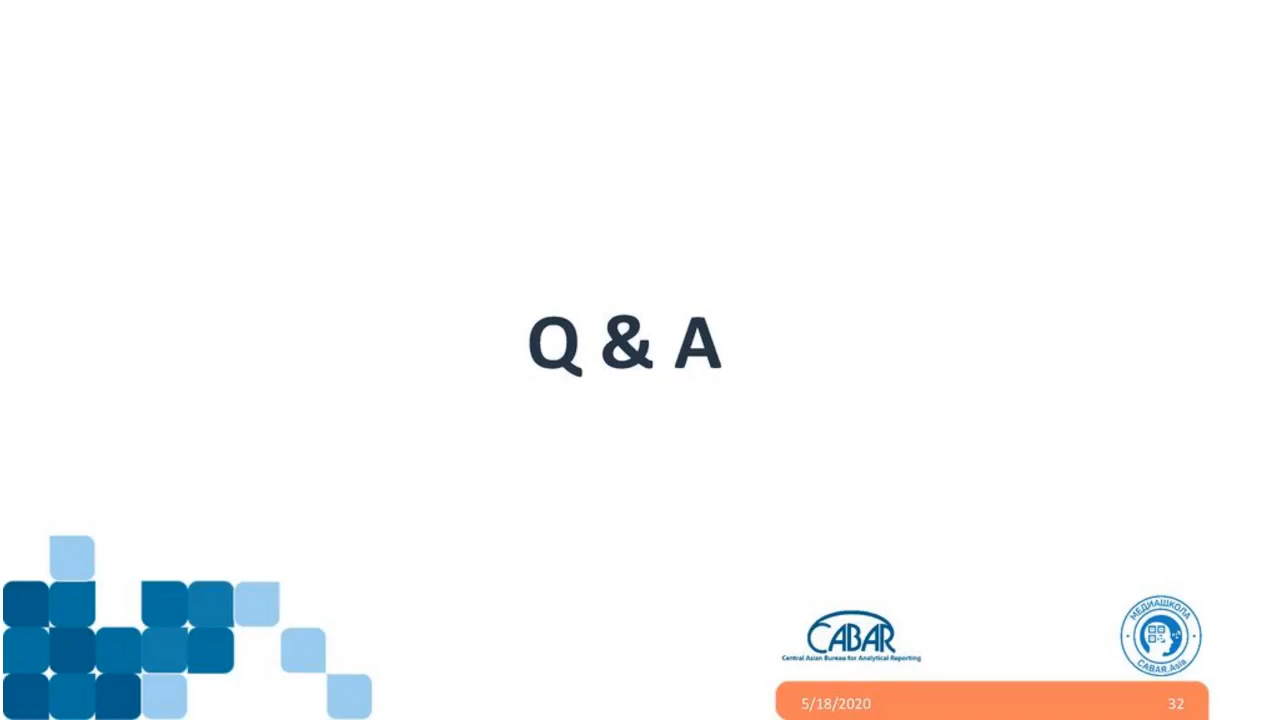 Q & A
CABAR
Central Asian Bureau for Analytical Reporting
МЕДИАШКОЛА
CABAR.Asia
5/18/2020
32